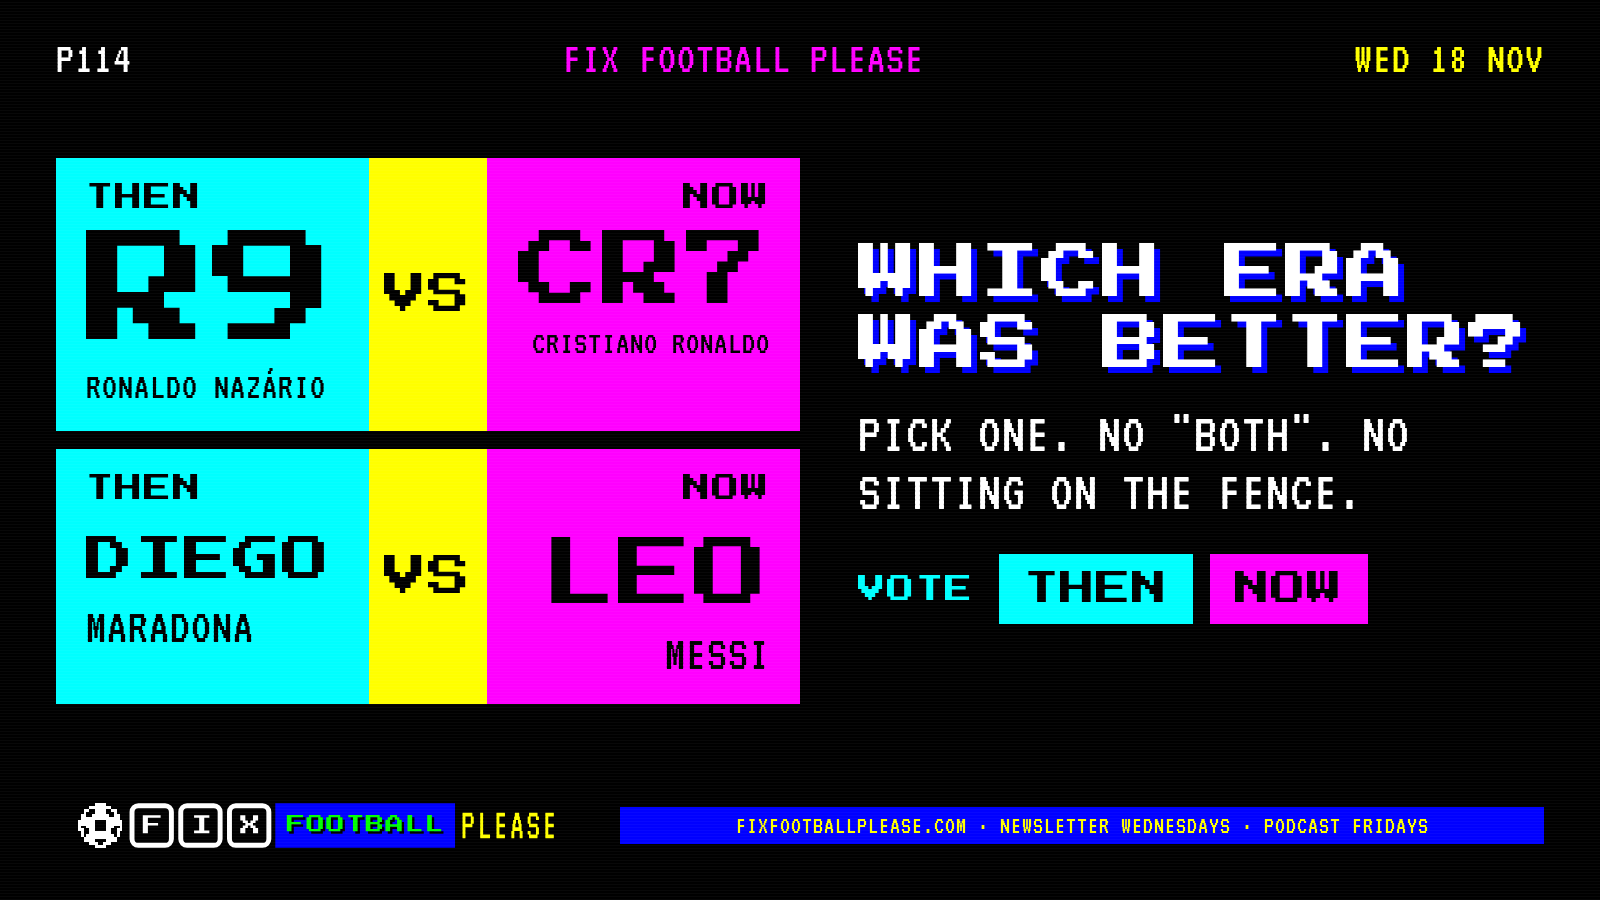 P114
FIX FOOTBALL PLEASE
WED 18 NOV
THEN
R9
RONALDO NAZÁRIO
VS
NOW
CR7
CRISTIANO RONALDO
THEN
DIEGO
MARADONA
VS
NOW
LEO
MESSI
WHICH ERA
WAS BETTER?
PICK ONE. NO "BOTH". NO
SITTING ON THE FENCE.
VOTE THEN NOW
FIX FOOTBALL PLEASE
FIXFOOTBALLPLEASE.COM · NEWSLETTER WEDNESDAYS · PODCAST FRIDAYS